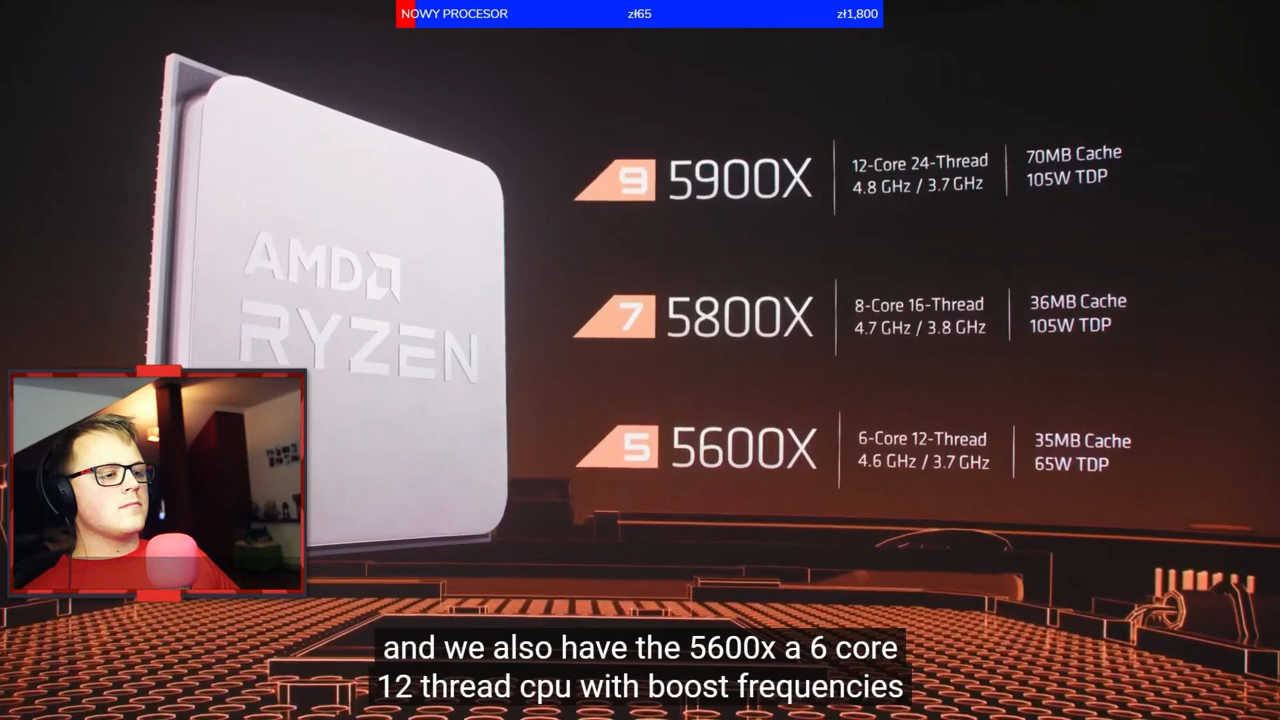 NOWY PROCESOR zł65 zł1,800
AMD
RYZEN
9 5900X
12-Core 24-Thread
4.8 GHz / 3.7 GHz
70MB Cache
105W TDP
7 5800X
8-Core 16-Thread
4.7 GHz / 3.8 GHz
36MB Cache
105W TDP
5 5600X
6-Core 12-Thread
4.6 GHz / 3.7 GHz
35MB Cache
65W TDP
and we also have the 5600x a 6 core
12 thread cpu with boost frequencies